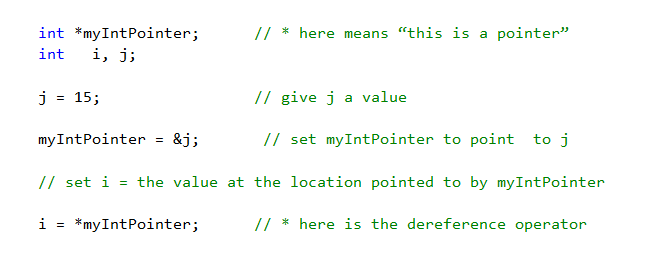 int *myIntPointer;      // * here means “this is a pointer”
int   i, j;
j = 15;                 // give j a value
myIntPointer = &j;       // set myIntPointer to point  to j
// set i = the value at the location pointed to by myIntPointer
i = *myIntPointer;      // * here is the dereference operator